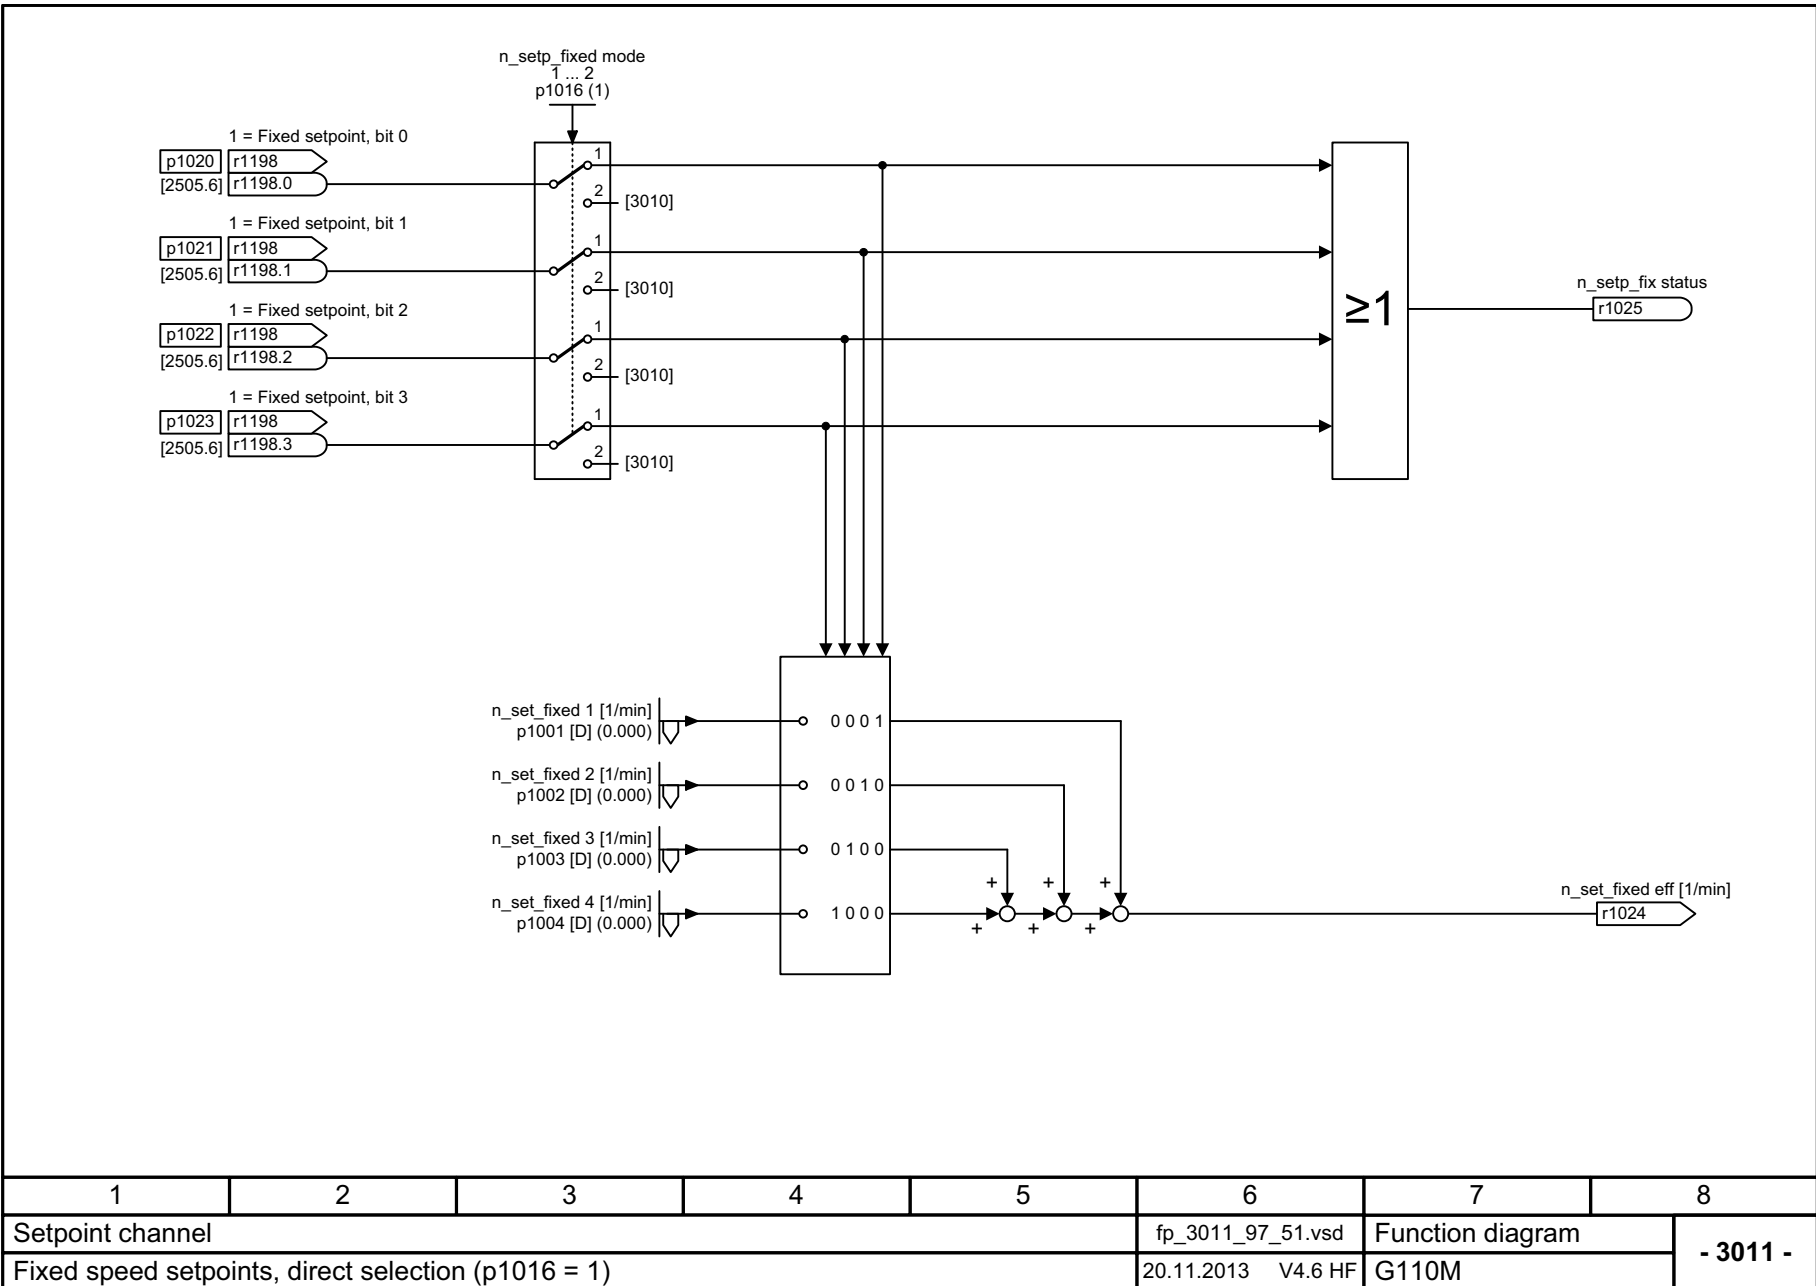 n_setp_fixed mode
1 ... 2
p1016 (1)
1 = Fixed setpoint, bit 0
p1020 r1198
[2505.6] r1198.0
1
2
[3010]
1 = Fixed setpoint, bit 1
p1021 r1198
[2505.6] r1198.1
1
2
[3010]
1 = Fixed setpoint, bit 2
p1022 r1198
[2505.6] r1198.2
1
2
[3010]
1 = Fixed setpoint, bit 3
p1023 r1198
[2505.6] r1198.3
1
2
[3010]
≥1
n_setp_fix status
r1025
n_set_fixed 1 [1/min]
p1001 [D] (0.000)
0 0 0 1
n_set_fixed 2 [1/min]
p1002 [D] (0.000)
0 0 1 0
n_set_fixed 3 [1/min]
p1003 [D] (0.000)
0 1 0 0
n_set_fixed 4 [1/min]
p1004 [D] (0.000)
1 0 0 0
+ + +
+ + +
n_set_fixed eff [1/min]
r1024
1 2 3 4 5 6 7 8
Setpoint channel
fp_3011_97_51.vsd
Function diagram
- 3011 -
Fixed speed setpoints, direct selection (p1016 = 1)
20.11.2013 V4.6 HF
G110M